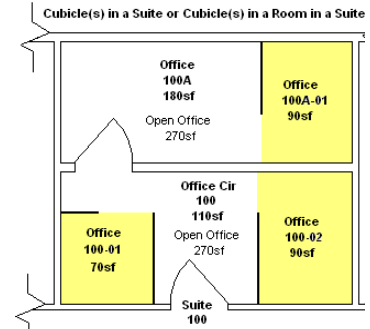 Cubicle(s) in a Suite or Cubicle(s) in a Room in a Suite
Office
100A
180sf
Open Office
270sf
Office
100A-01
90sf
Office Cir
100
110sf
Open Office
270sf
Office
100-01
70sf
Office
100-02
90sf
Suite
100